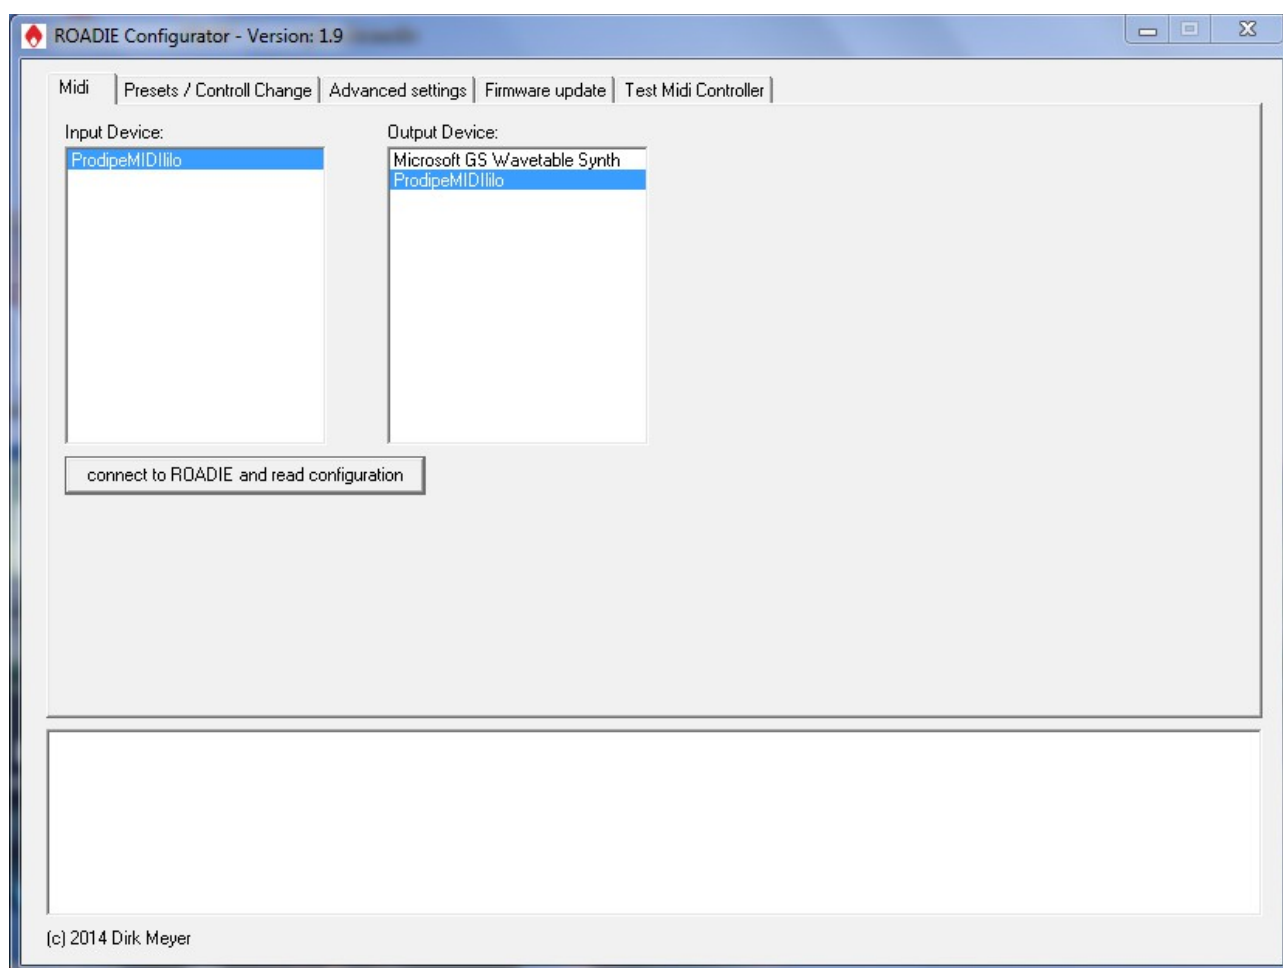 ROADIE Configurator - Version: 1.9
Midi Presets / Controll Change Advanced settings Firmware update Test Midi Controller
Input Device: Output Device:
ProdipeMIDIlilo Microsoft GS Wavetable Synth
ProdipeMIDIlilo
connect to ROADIE and read configuration
(c) 2014 Dirk Meyer